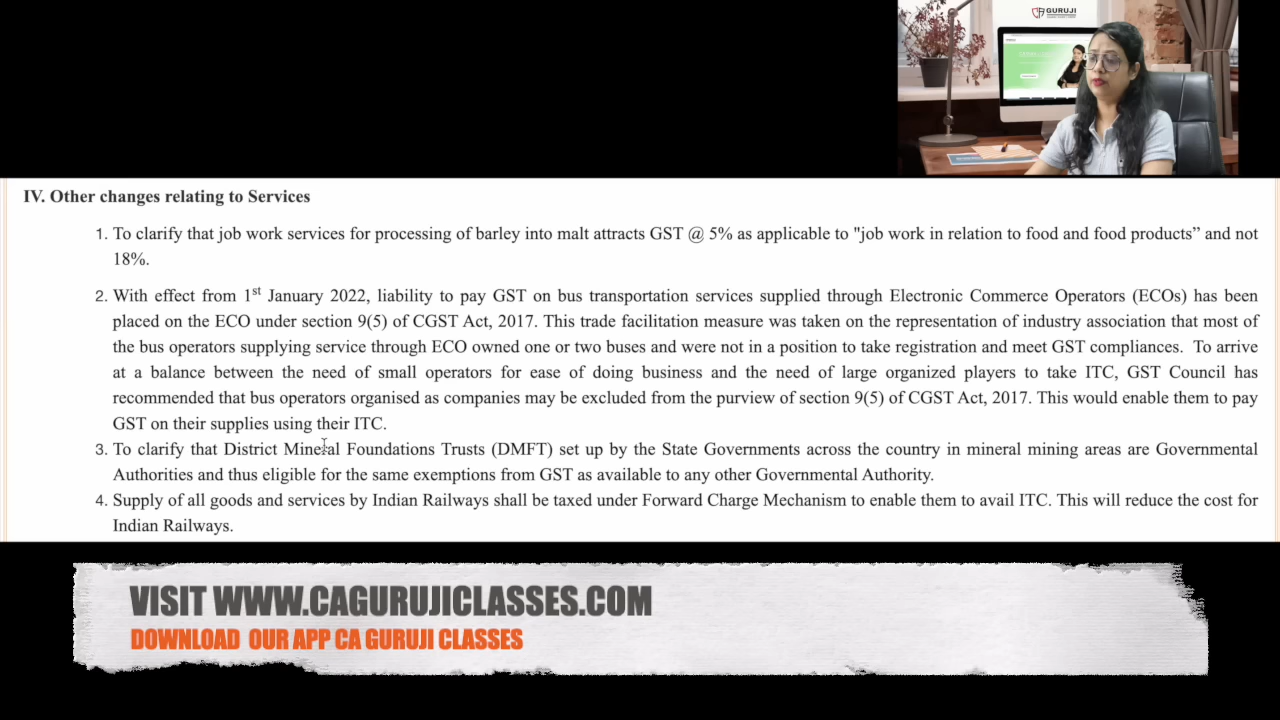 GURUJI
IV. Other changes relating to Services
1. To clarify that job work services for processing of barley into malt attracts GST @ 5% as applicable to "job work in relation to food and food products” and not
18%.
2. With effect from 1st January 2022, liability to pay GST on bus transportation services supplied through Electronic Commerce Operators (ECOs) has been
placed on the ECO under section 9(5) of CGST Act, 2017. This trade facilitation measure was taken on the representation of industry association that most of
the bus operators supplying service through ECO owned one or two buses and were not in a position to take registration and meet GST compliances. To arrive
at a balance between the need of small operators for ease of doing business and the need of large organized players to take ITC, GST Council has
recommended that bus operators organised as companies may be excluded from the purview of section 9(5) of CGST Act, 2017. This would enable them to pay
GST on their supplies using their ITC.
3. To clarify that District Mineral Foundations Trusts (DMFT) set up by the State Governments across the country in mineral mining areas are Governmental
Authorities and thus eligible for the same exemptions from GST as available to any other Governmental Authority.
4. Supply of all goods and services by Indian Railways shall be taxed under Forward Charge Mechanism to enable them to avail ITC. This will reduce the cost for
Indian Railways.
VISIT WWW.CAGURUJICLASSES.COM
DOWNLOAD OUR APP CA GURUJI CLASSES